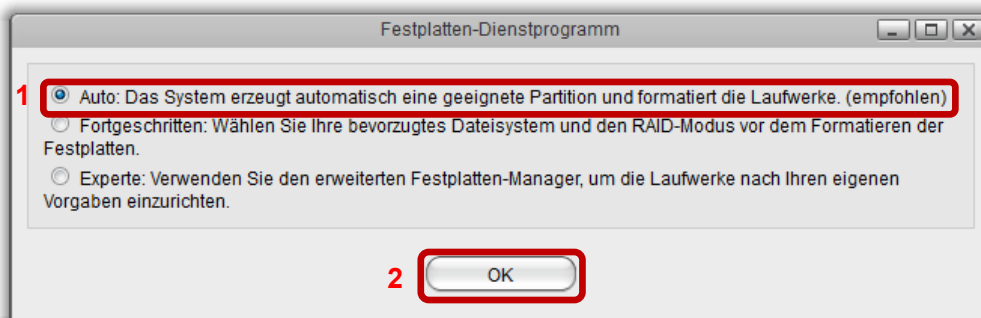 Festplatten-Dienstprogramm
1
Auto: Das System erzeugt automatisch eine geeignete Partition und formatiert die Laufwerke. (empfohlen)
Fortgeschritten: Wählen Sie Ihre bevorzugtes Dateisystem und den RAID-Modus vor dem Formatieren der
Festplatten.
Experte: Verwenden Sie den erweiterten Festplatten-Manager, um die Laufwerke nach Ihren eigenen
Vorgaben einzurichten.
2
OK